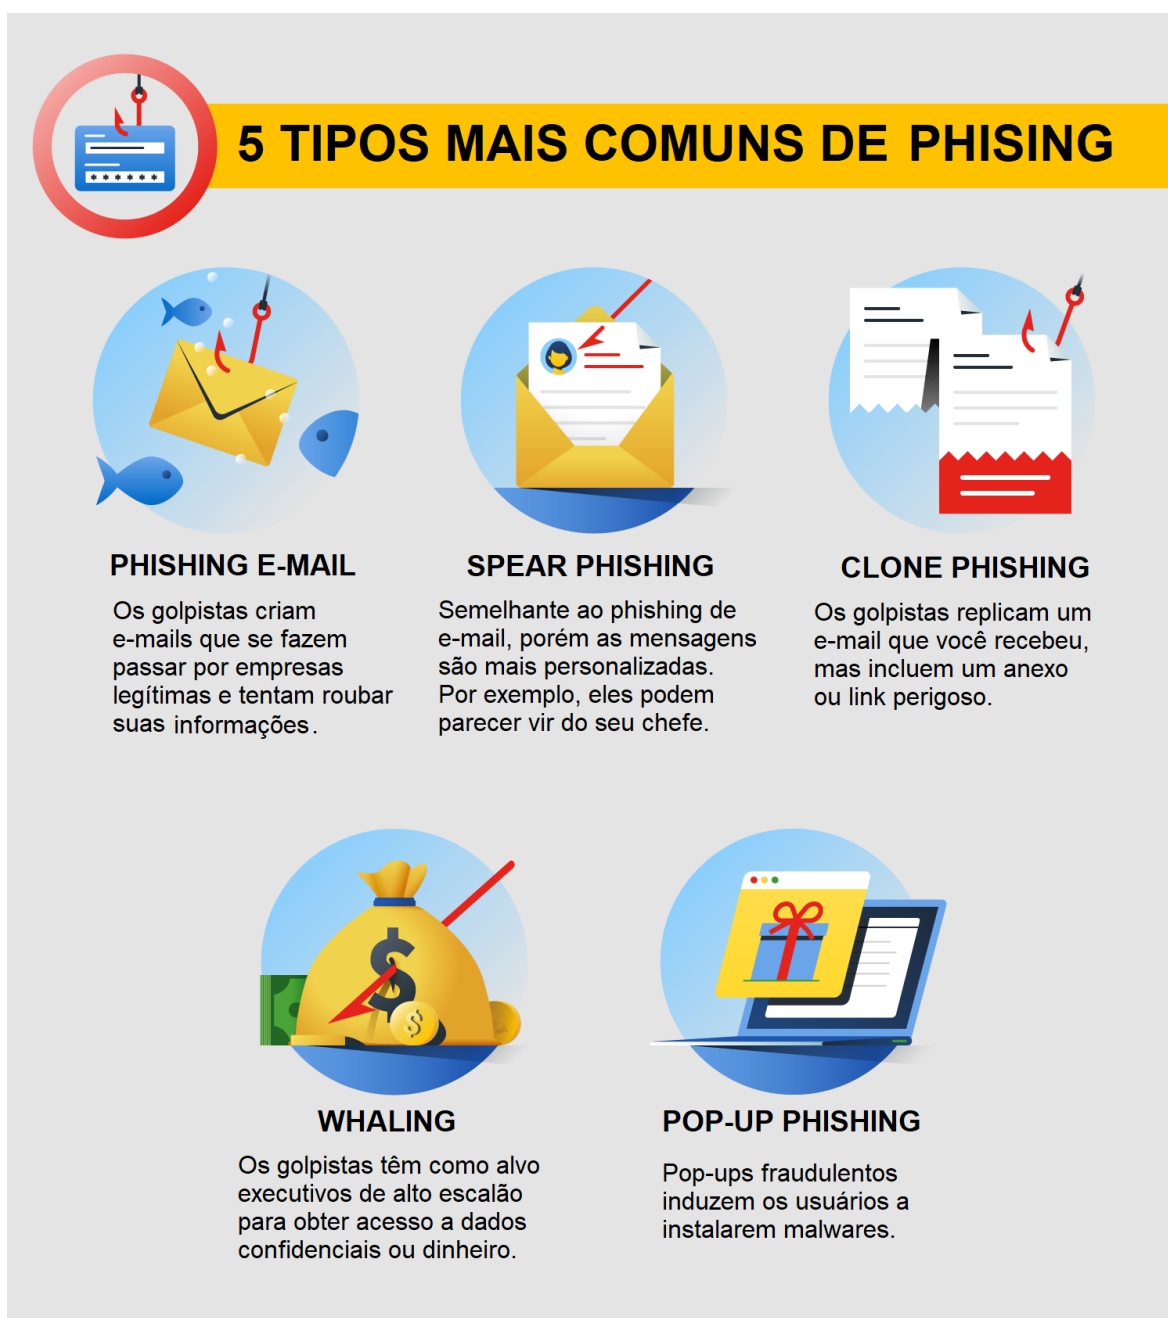 5 TIPOS MAIS COMUNS DE PHISING
* * * * * *
PHISHING E-MAIL
Os golpistas criam
e-mails que se fazem
passar por empresas
legítimas e tentam roubar
suas informações.
SPEAR PHISHING
Semelhante ao phishing de
e-mail, porém as mensagens
são mais personalizadas.
Por exemplo, eles podem
parecer vir do seu chefe.
CLONE PHISHING
Os golpistas replicam um
e-mail que você recebeu,
mas incluem um anexo
ou link perigoso.
$
$
WHALING
Os golpistas têm como alvo
executivos de alto escalão
para obter acesso a dados
confidenciais ou dinheiro.
POP-UP PHISHING
Pop-ups fraudulentos
induzem os usuários a
instalarem malwares.